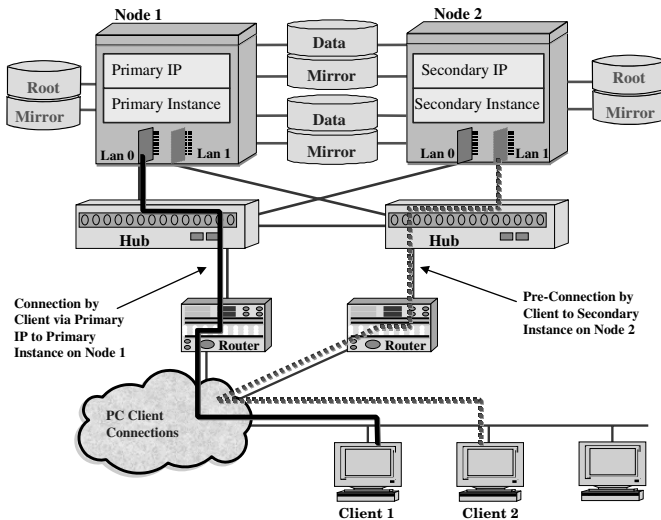 Node 1
Node 2
Data
Mirror
Data
Mirror
Root
Mirror
Primary IP
Primary Instance
Lan 0
Lan 1
Secondary IP
Secondary Instance
Lan 0
Lan 1
Root
Mirror
Hub
Hub
Connection by
Client via Primary
IP to Primary
Instance on Node 1
Pre-Connection by
Client to Secondary
Instance on Node 2
Router
Router
PC Client
Connections
Client 1
Client 2